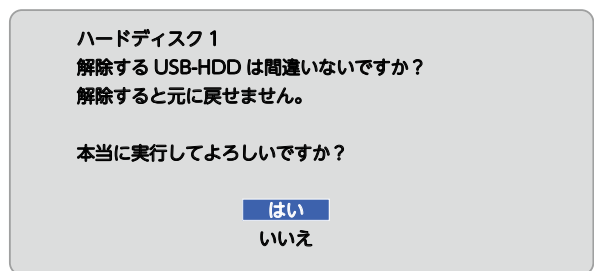 ハードディスク 1
解除する USB-HDD は間違いないですか？
解除すると元に戻せません。
本当に実行してよろしいですか？
はい
いいえ